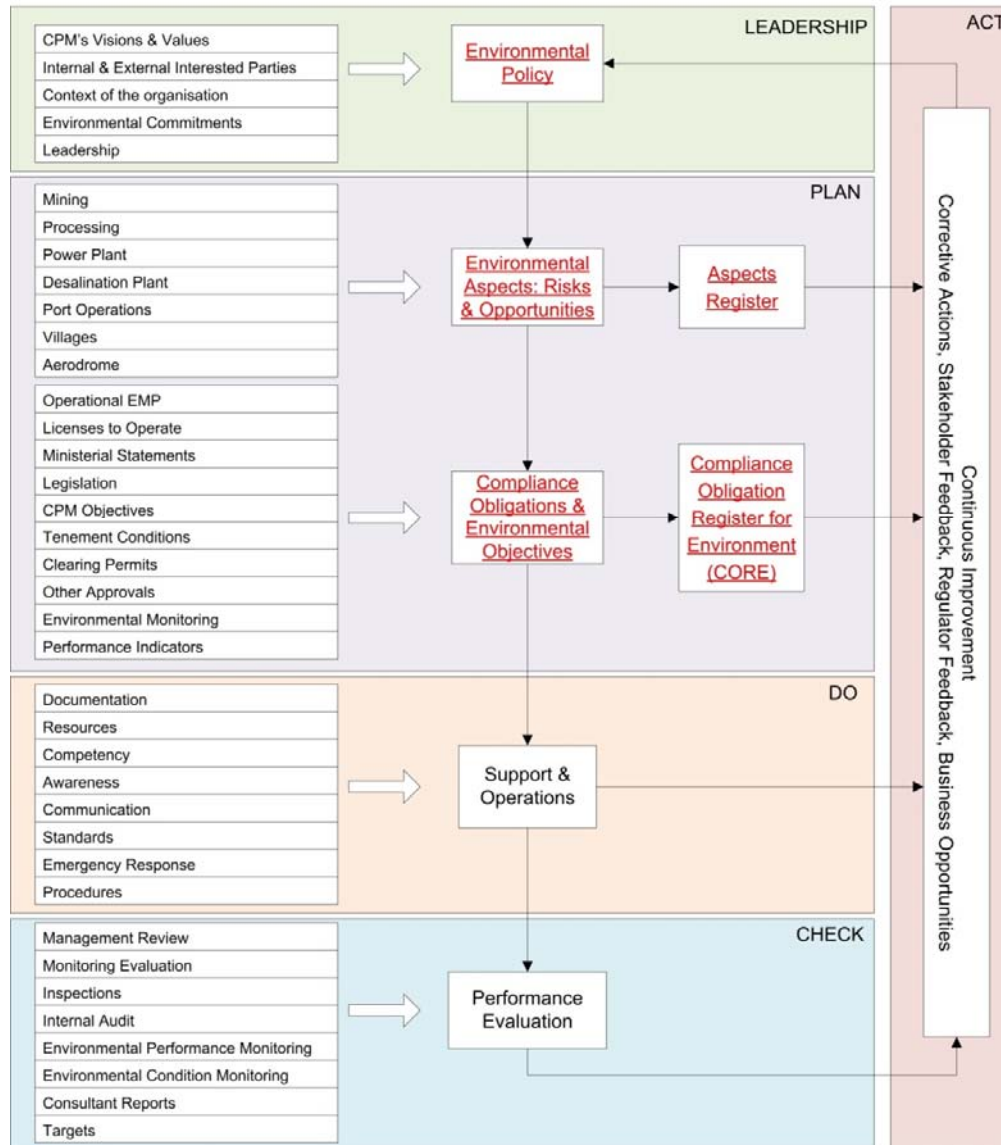 LEADERSHIP
CPM's Visions & Values
Internal & External Interested Parties
Context of the organisation
Environmental Commitments
Leadership
Environmental
Policy
PLAN
Mining
Processing
Power Plant
Desalination Plant
Port Operations
Villages
Aerodrome
Environmental
Aspects: Risks
& Opportunities
Aspects
Register
Operational EMP
Licenses to Operate
Ministerial Statements
Legislation
CPM Objectives
Tenement Conditions
Clearing Permits
Other Approvals
Environmental Monitoring
Performance Indicators
Compliance
Obligations &
Environmental
Objectives
Compliance
Obligation
Register for
Environment
(CORE)
DO
Documentation
Resources
Competency
Awareness
Communication
Standards
Emergency Response
Procedures
Support &
Operations
CHECK
Management Review
Monitoring Evaluation
Inspections
Internal Audit
Environmental Performance Monitoring
Environmental Condition Monitoring
Consultant Reports
Targets
Performance
Evaluation
ACT
Continuous Improvement
Corrective Actions, Stakeholder Feedback, Regulator Feedback, Business Opportunities